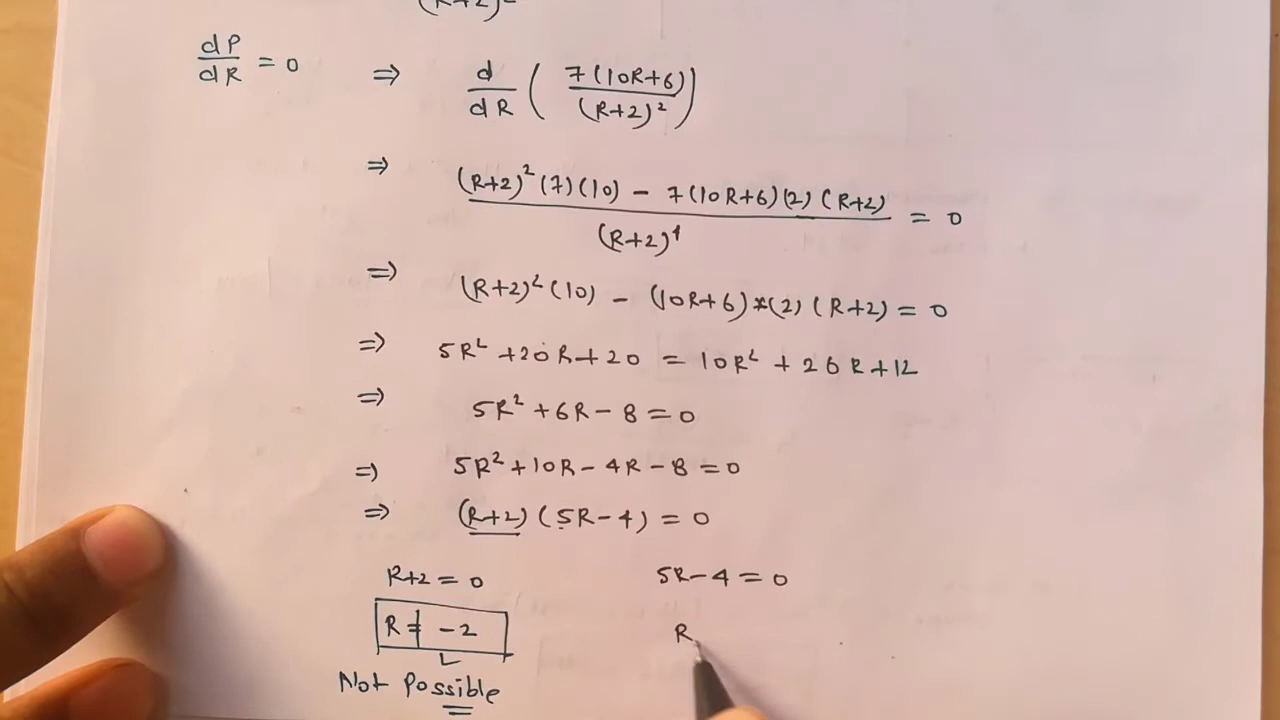 (R+2)²
dP/dR = 0 ⇒ d/dR ( 7(10R+6)/(R+2)² )
⇒ (R+2)²(7)(10) − 7(10R+6)(2)(R+2) / (R+2)⁴ = 0
⇒ (R+2)²(10) − (10R+6)*(2)(R+2) = 0
⇒ 5R² + 20R + 20 = 10R² + 26R + 12
⇒ 5R² + 6R − 8 = 0
⇒ 5R² + 10R − 4R − 8 = 0
⇒ (R+2)(5R−4) = 0
R+2 = 0 5R−4 = 0
R ≠ −2 R
Not Possible